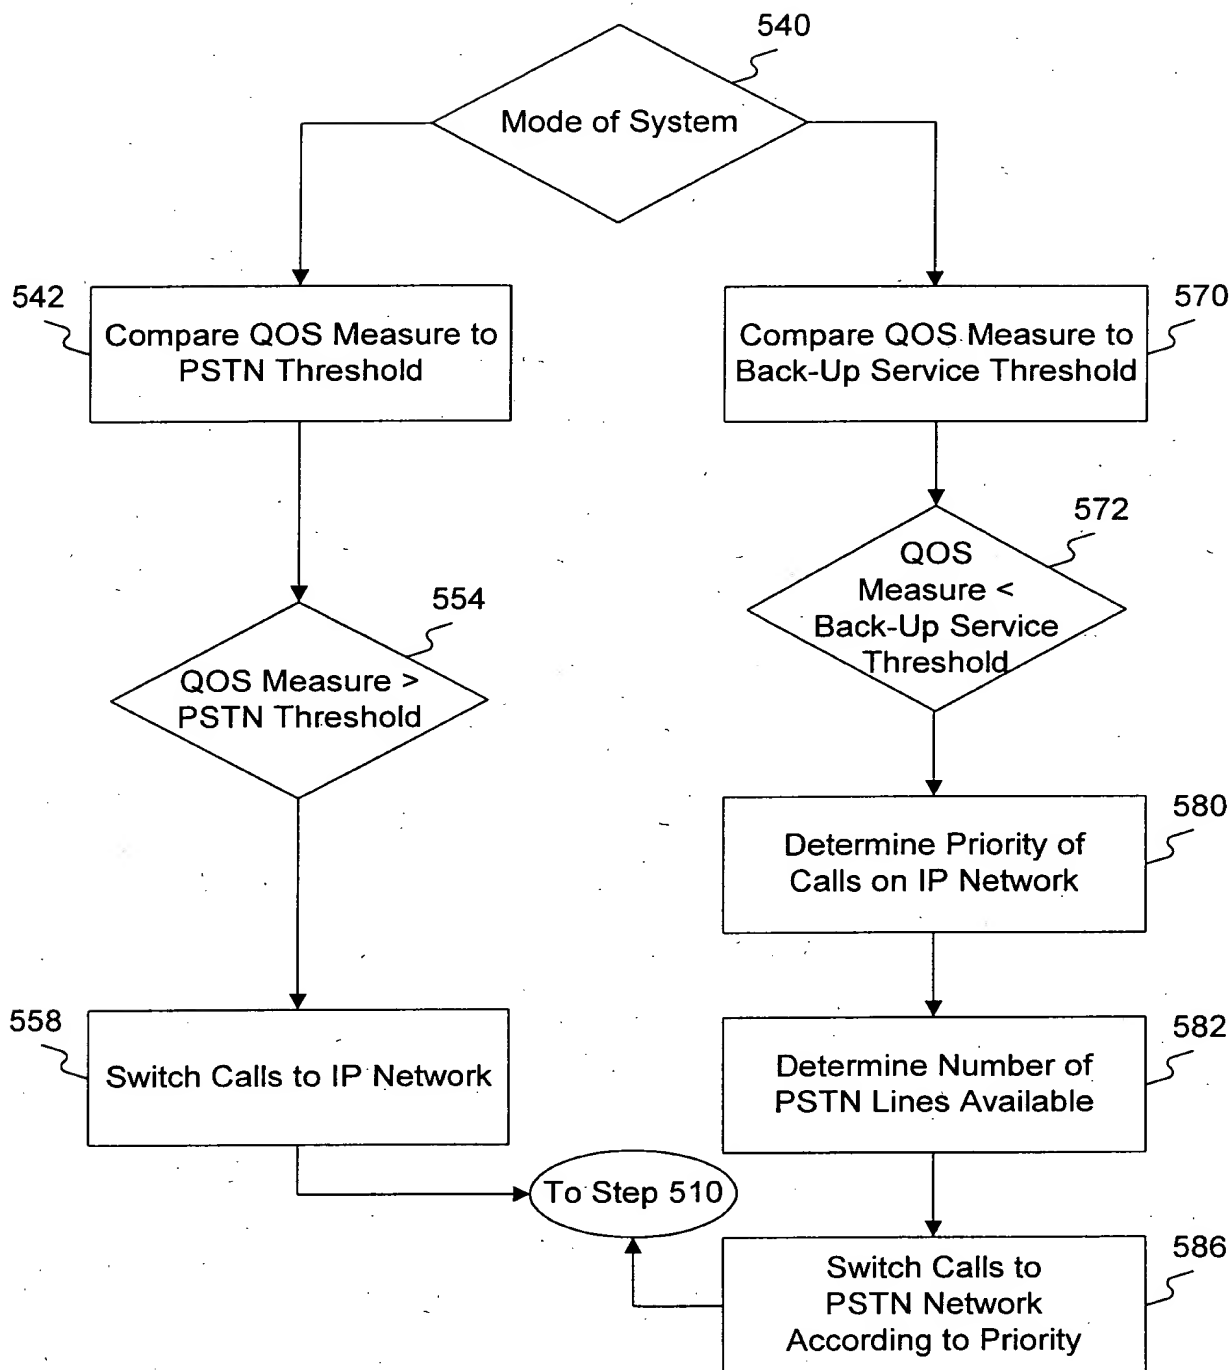 540
Mode of System
542
Compare QOS Measure to
PSTN Threshold
570
Compare QOS Measure to
Back-Up Service Threshold
572
QOS
Measure <
Back-Up Service
Threshold
554
QOS Measure >
PSTN Threshold
580
Determine Priority of
Calls on IP Network
558
Switch Calls to IP Network
582
Determine Number of
PSTN Lines Available
To Step 510
586
Switch Calls to
PSTN Network
According to Priority